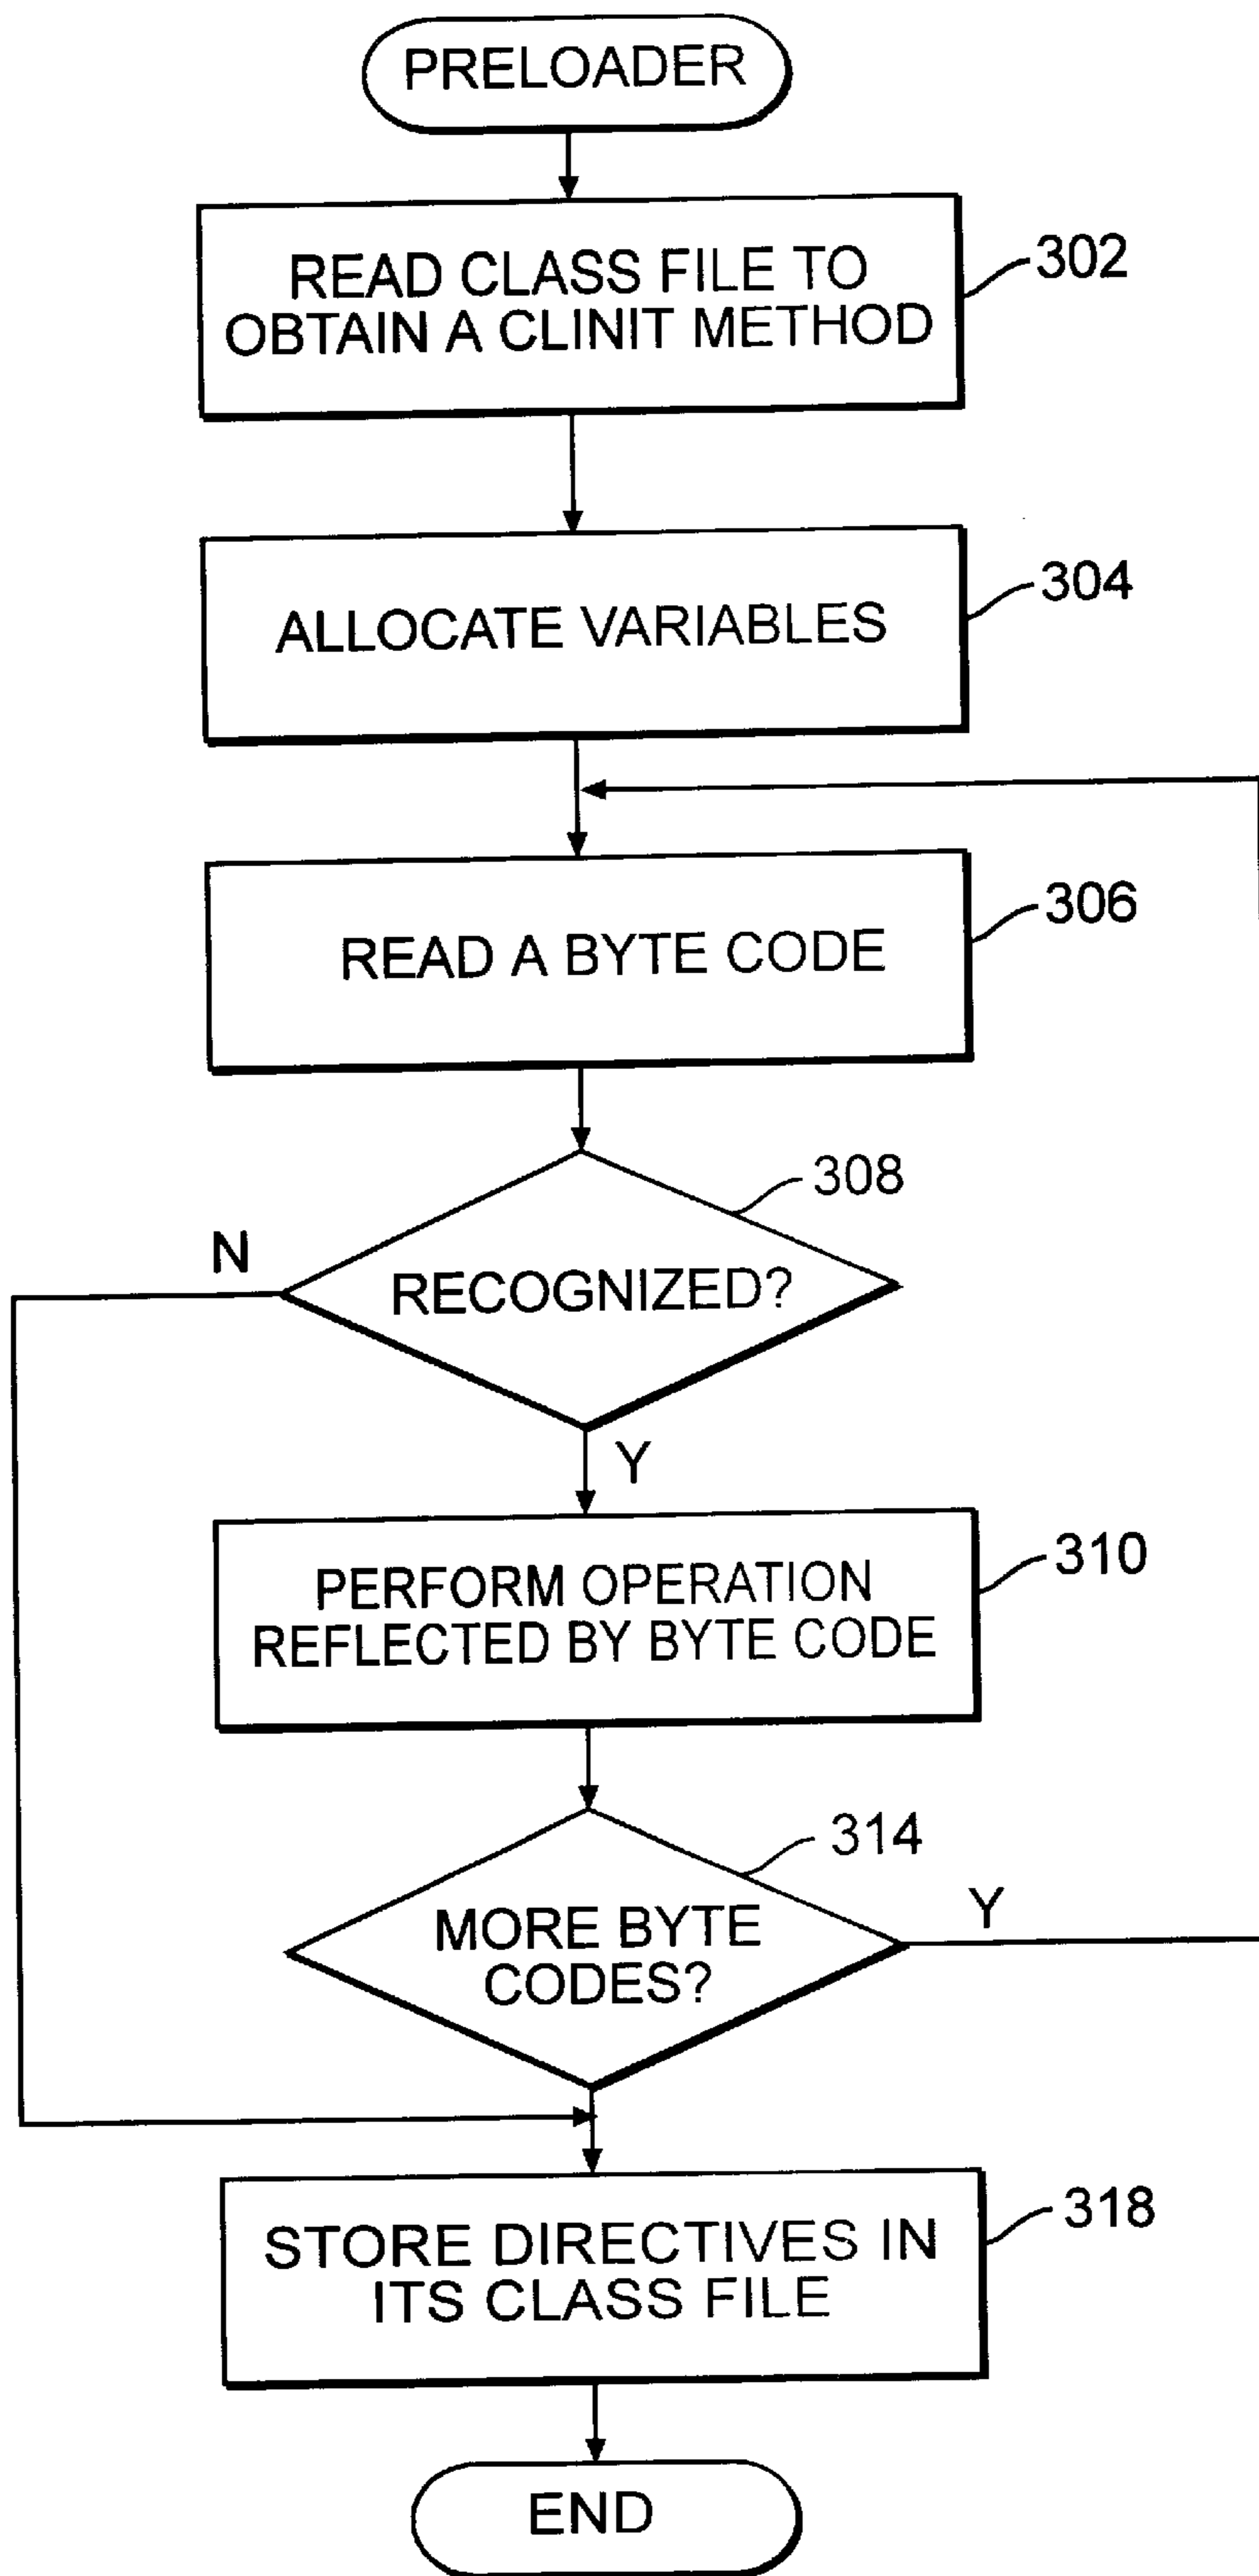 PRELOADER
READ CLASS FILE TO
OBTAIN A CLINIT METHOD
302
ALLOCATE VARIABLES
304
READ A BYTE CODE
306
308
N
RECOGNIZED?
Y
PERFORM OPERATION
REFLECTED BY BYTE CODE
310
314
MORE BYTE
CODES?
Y
STORE DIRECTIVES IN
ITS CLASS FILE
318
END